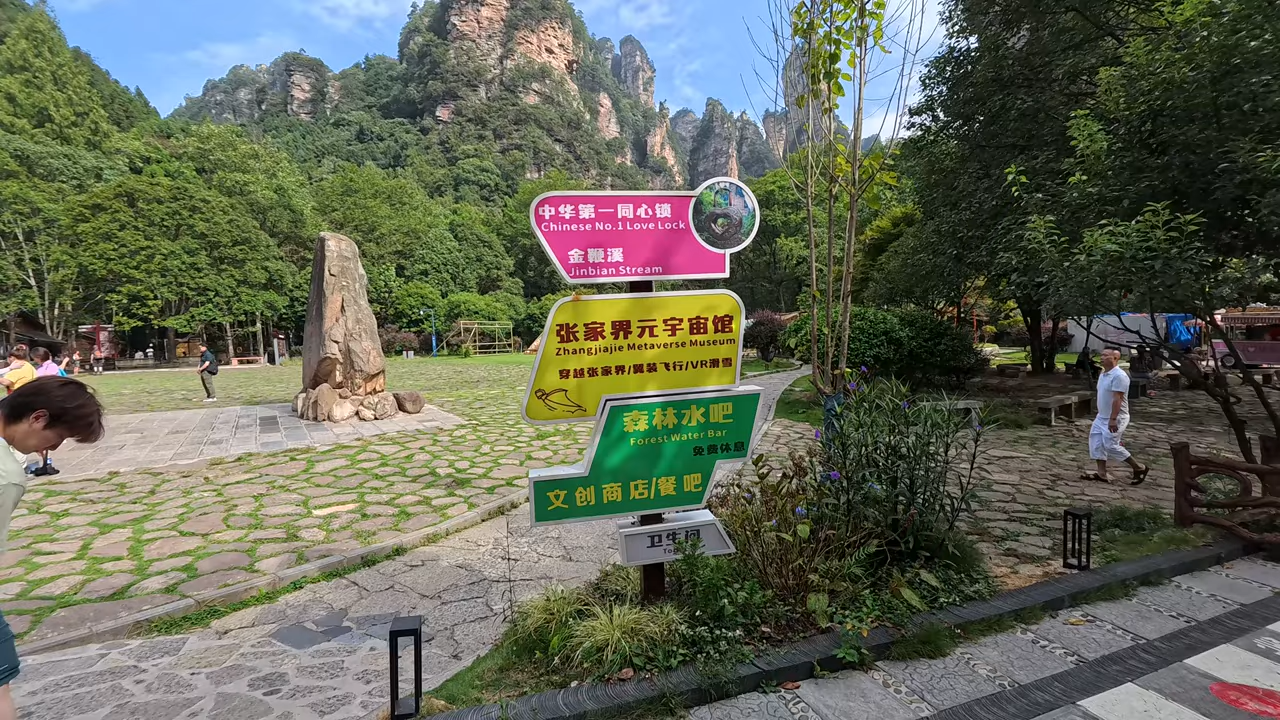 中华第一同心锁
Chinese No.1 Love Lock
金鞭溪
Jinbian Stream
张家界元宇宙馆
Zhangjiajie Metaverse Museum
穿越张家界/翼装飞行/VR滑雪
森林水吧
Forest Water Bar
免费休息
文创商店/餐吧
卫生间